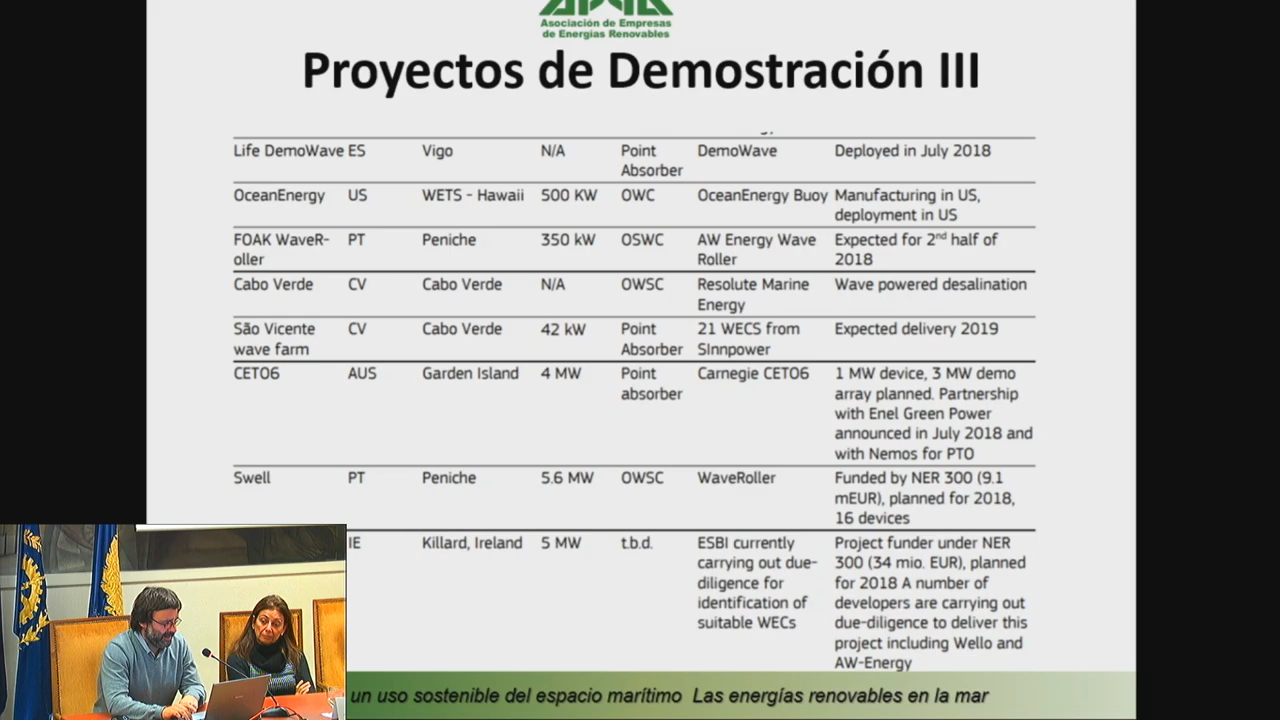 Asociación de Empresas
de Energías Renovables
Proyectos de Demostración III
Life DemoWave ES Vigo N/A Point Absorber DemoWave Deployed in July 2018
OceanEnergy US WETS - Hawaii 500 KW OWC OceanEnergy Buoy Manufacturing in US, deployment in US
FOAK WaveR-oller PT Peniche 350 kW OSWC AW Energy Wave Roller Expected for 2nd half of 2018
Cabo Verde CV Cabo Verde N/A OWSC Resolute Marine Energy Wave powered desalination
São Vicente wave farm CV Cabo Verde 42 kW Point Absorber 21 WECS from SInnpower Expected delivery 2019
CETO6 AUS Garden Island 4 MW Point absorber Carnegie CETO6 1 MW device, 3 MW demo array planned. Partnership with Enel Green Power announced in July 2018 and with Nemos for PTO
Swell PT Peniche 5.6 MW OWSC WaveRoller Funded by NER 300 (9.1 mEUR), planned for 2018, 16 devices
IE Killard, Ireland 5 MW t.b.d. ESBI currently carrying out due-diligence for identification of suitable WECs Project funder under NER 300 (34 mio. EUR), planned for 2018 A number of developers are carrying out due-diligence to deliver this project including Wello and AW-Energy
un uso sostenible del espacio marítimo Las energías renovables en la mar